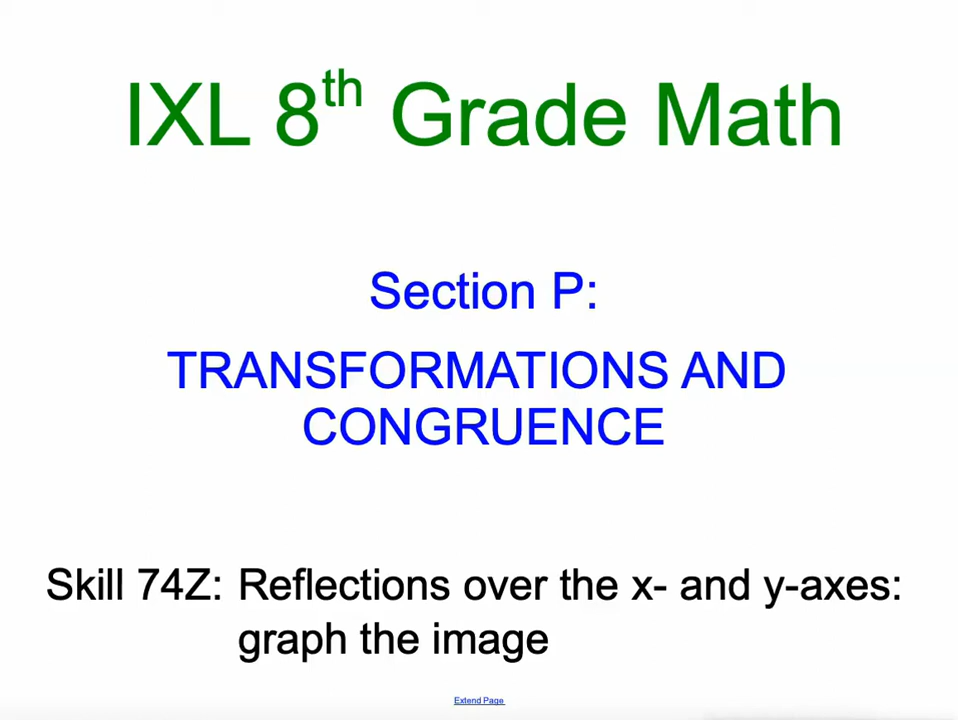 IXL 8th Grade Math
Section P:
TRANSFORMATIONS AND
CONGRUENCE
Skill 74Z: Reflections over the x- and y-axes:
graph the image
Extend Page